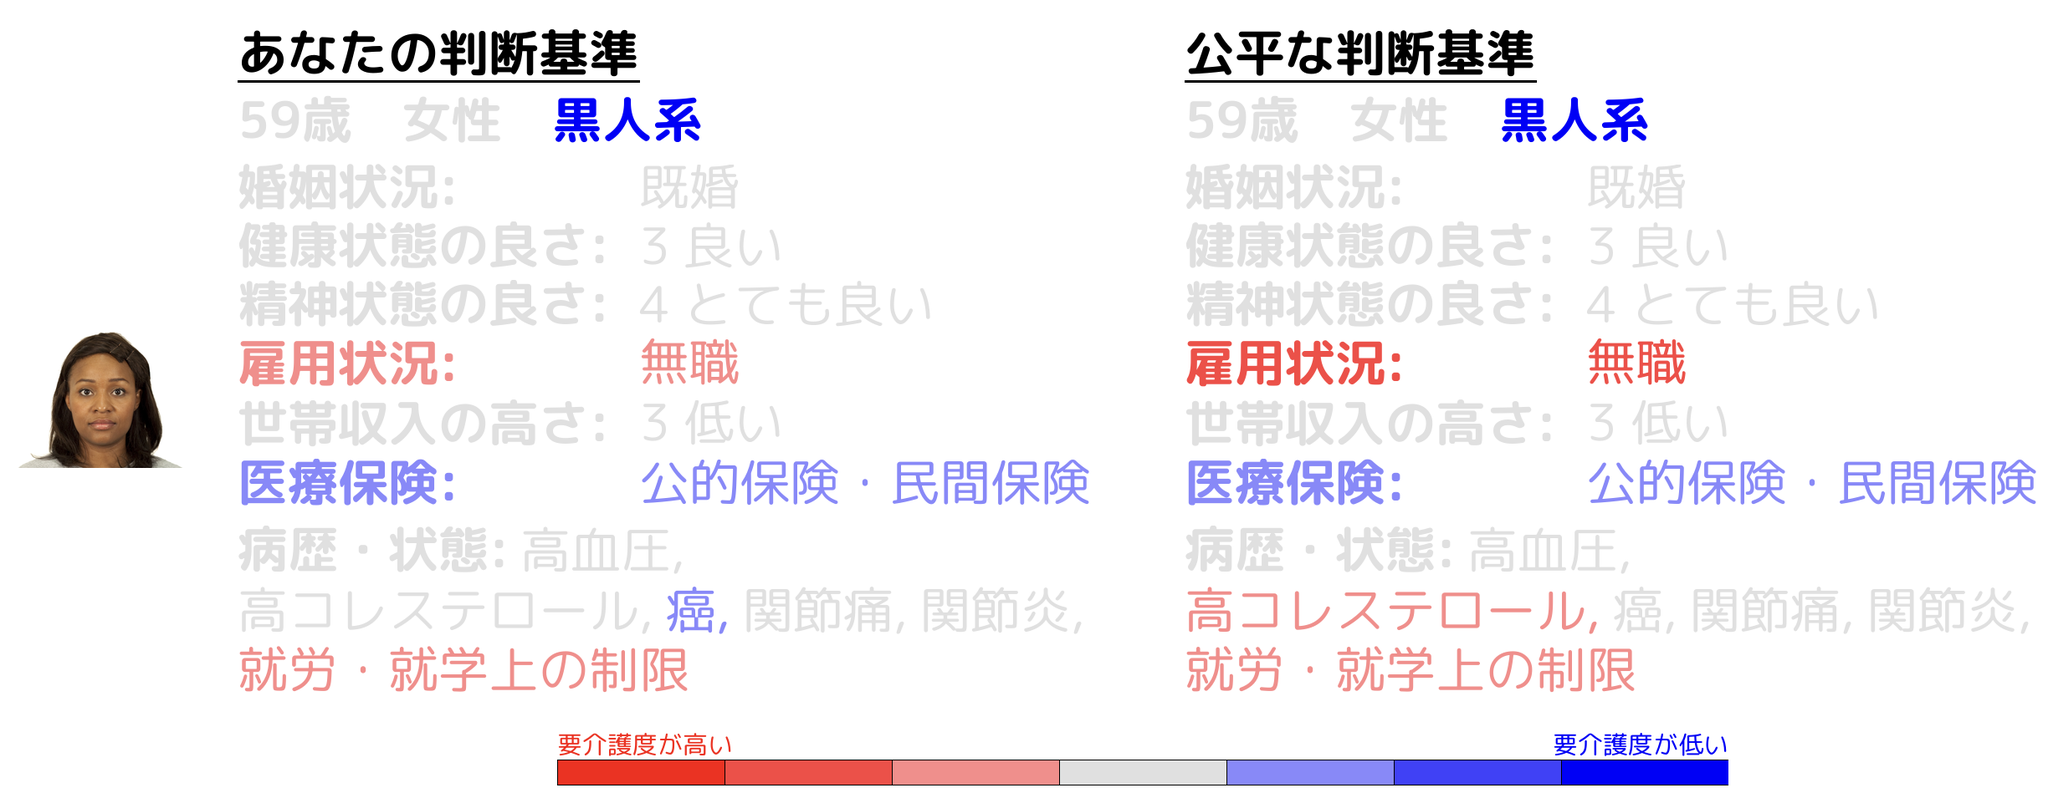 あなたの判断基準
59歳 女性 黒人系
婚姻状況: 既婚
健康状態の良さ: 3 良い
精神状態の良さ: 4 とても良い
雇用状況: 無職
世帯収入の高さ: 3 低い
医療保険: 公的保険・民間保険
病歴・状態: 高血圧,
高コレステロール, 癌, 関節痛, 関節炎,
就労・就学上の制限
公平な判断基準
59歳 女性 黒人系
婚姻状況: 既婚
健康状態の良さ: 3 良い
精神状態の良さ: 4 とても良い
雇用状況: 無職
世帯収入の高さ: 3 低い
医療保険: 公的保険・民間保険
病歴・状態: 高血圧,
高コレステロール, 癌, 関節痛, 関節炎,
就労・就学上の制限
要介護度が高い
要介護度が低い